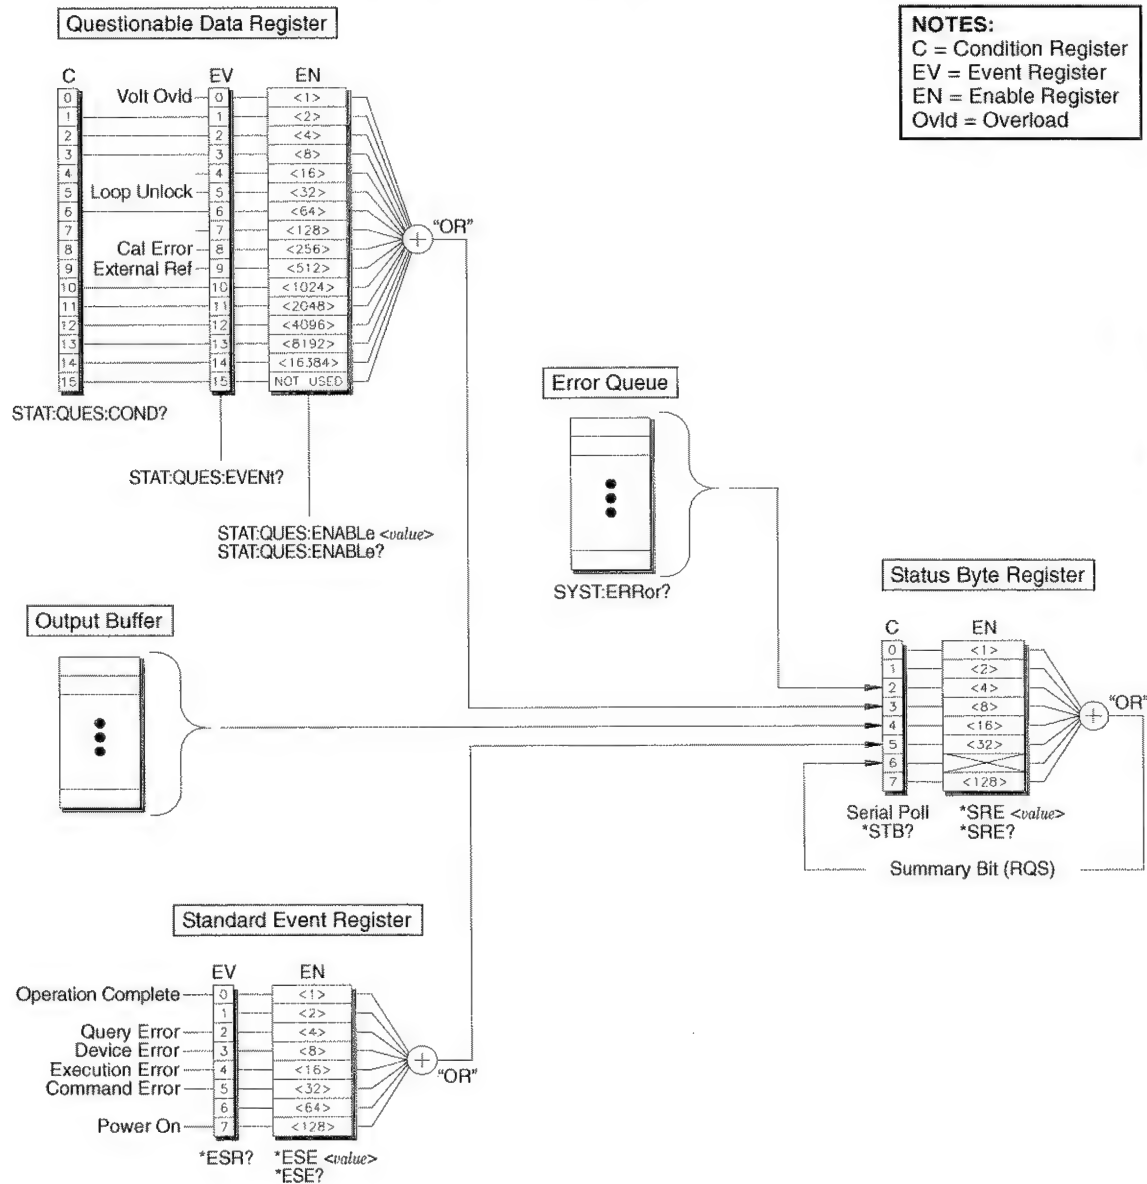 Questionable Data Register
NOTES:
C = Condition Register
EV = Event Register
EN = Enable Register
Ovld = Overload
C EV EN
0 Volt Ovld 0 <1>
1 1 <2>
2 2 <4>
3 3 <8>
4 4 <16>
5 Loop Unlock 5 <32>
6 6 <64>
7 7 <128>
8 Cal Error 8 <256>
9 External Ref 9 <512>
10 10 <1024>
11 11 <2048>
12 12 <4096>
13 13 <8192>
14 14 <16384>
15 15 NOT USED
"OR"
STAT:QUES:COND?
STAT:QUES:EVENt?
STAT:QUES:ENABLe <value>
STAT:QUES:ENABLe?
Error Queue
SYST:ERRor?
Output Buffer
Status Byte Register
C EN
0 <1>
1 <2>
2 <4>
3 <8>
4 <16>
5 <32>
6
7 <128>
"OR"
Serial Poll
*STB?
*SRE <value>
*SRE?
Summary Bit (RQS)
Standard Event Register
EV EN
Operation Complete 0 <1>
1 <2>
Query Error 2 <4>
Device Error 3 <8>
Execution Error 4 <16>
Command Error 5 <32>
6 <64>
Power On 7 <128>
"OR"
*ESR?
*ESE <value>
*ESE?